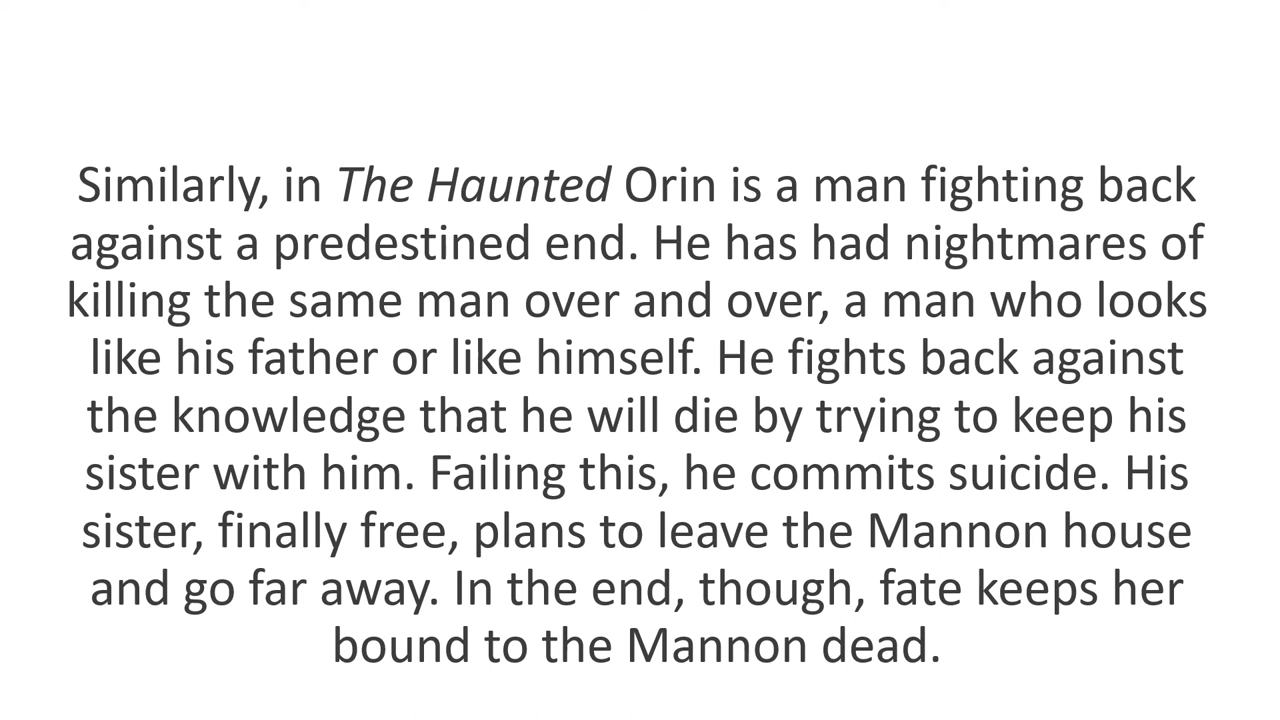 Similarly, in The Haunted Orin is a man fighting back
against a predestined end. He has had nightmares of
killing the same man over and over, a man who looks
like his father or like himself. He fights back against
the knowledge that he will die by trying to keep his
sister with him. Failing this, he commits suicide. His
sister, finally free, plans to leave the Mannon house
and go far away. In the end, though, fate keeps her
bound to the Mannon dead.